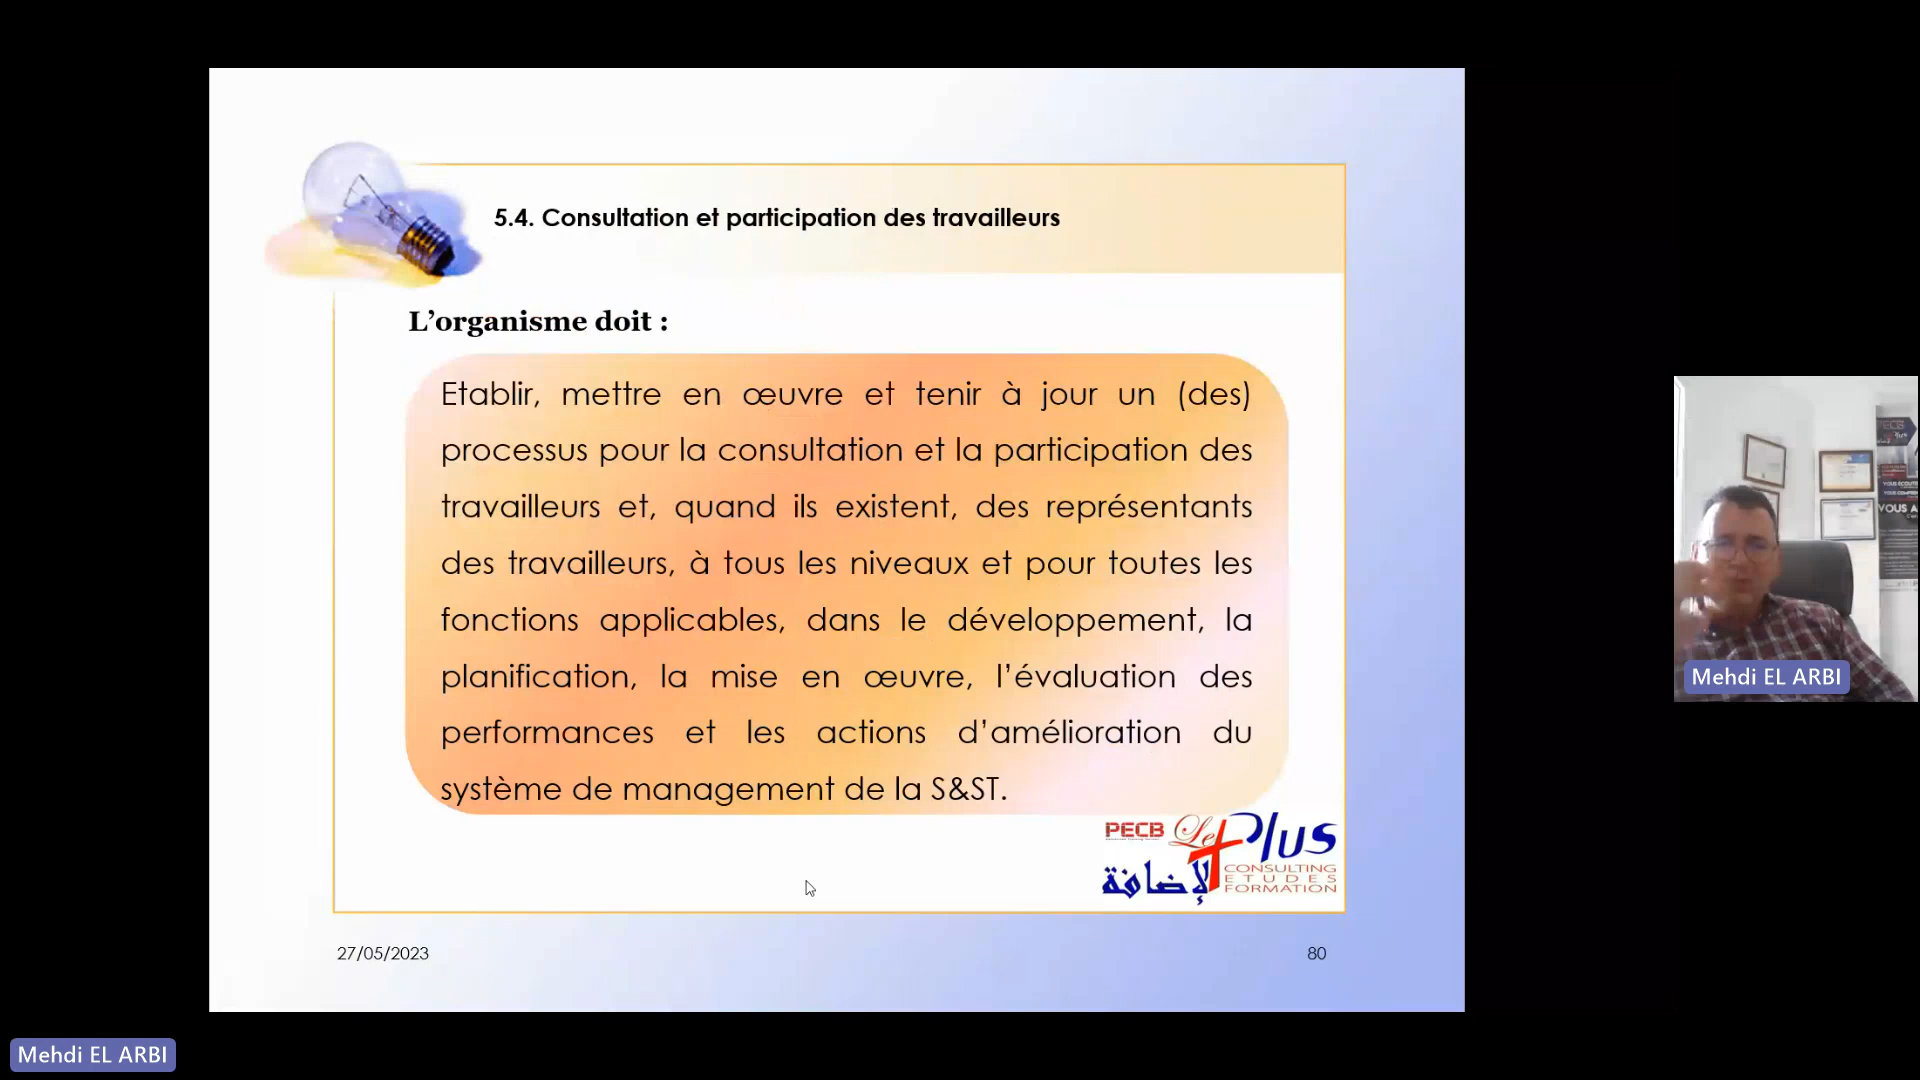 5.4. Consultation et participation des travailleurs
L’organisme doit :
Etablir, mettre en œuvre et tenir à jour un (des)
processus pour la consultation et la participation des
travailleurs et, quand ils existent, des représentants
des travailleurs, à tous les niveaux et pour toutes les
fonctions applicables, dans le développement, la
planification, la mise en œuvre, l’évaluation des
performances et les actions d’amélioration du
système de management de la S&ST.
PECB Le Plus
الإضافة
CONSULTING
ETUDES
FORMATION
27/05/2023
80
VOUS A
Mehdi EL ARBI
Mehdi EL ARBI